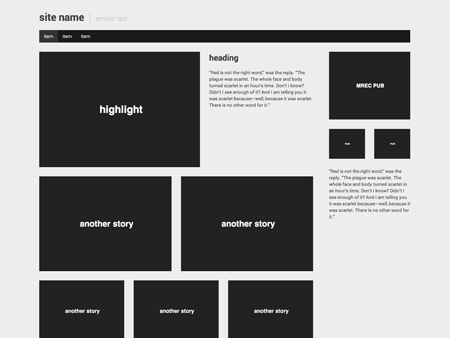 site name | smaller text
item item item
highlight
heading
"Red is not the right word," was the reply. "The plague was scarlet. The whole face and body turned scarlet in an hour's time. Don't I know? Didn't I see enough of it? And I am telling you it was scarlet because—well, because it was scarlet. There is no other word for it."
MREC PUB
PUB
PUB
"Red is not the right word," was the reply. "The plague was scarlet. The whole face and body turned scarlet in an hour's time. Don't I know? Didn't I see enough of it? And I am telling you it was scarlet because—well, because it was scarlet. There is no other word for it."
another story
another story
another story
another story
another story